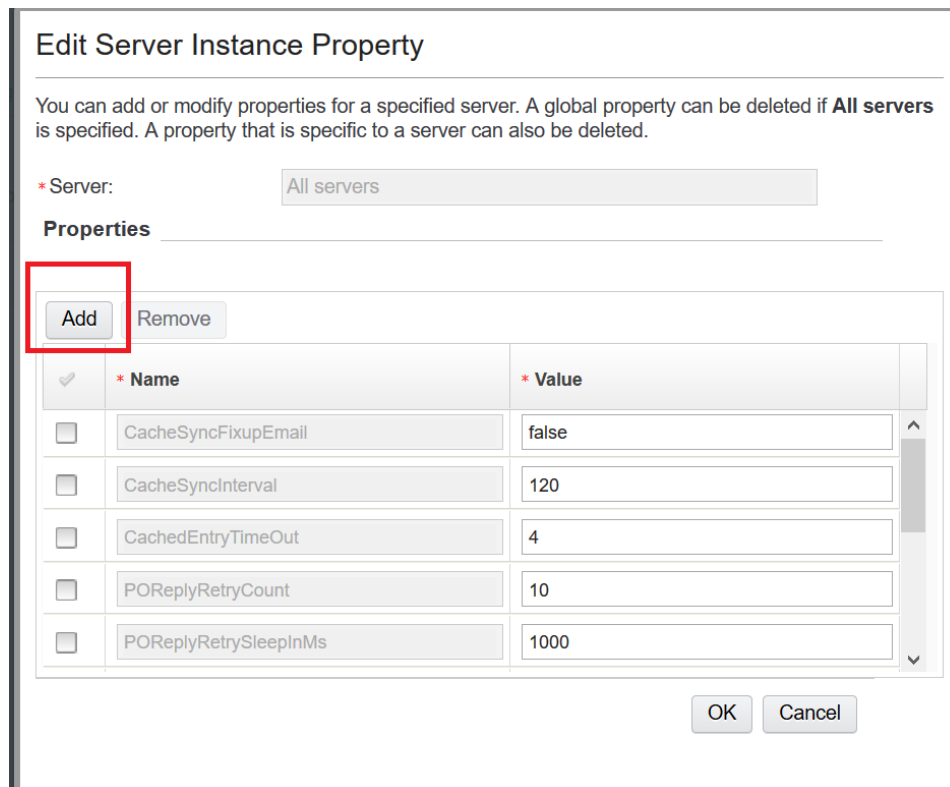 Edit Server Instance Property
You can add or modify properties for a specified server. A global property can be deleted if All servers
is specified. A property that is specific to a server can also be deleted.
* Server: All servers
Properties
Add Remove
* Name * Value
CacheSyncFixupEmail false
CacheSyncInterval 120
CachedEntryTimeOut 4
POReplyRetryCount 10
POReplyRetrySleepInMs 1000
OK Cancel